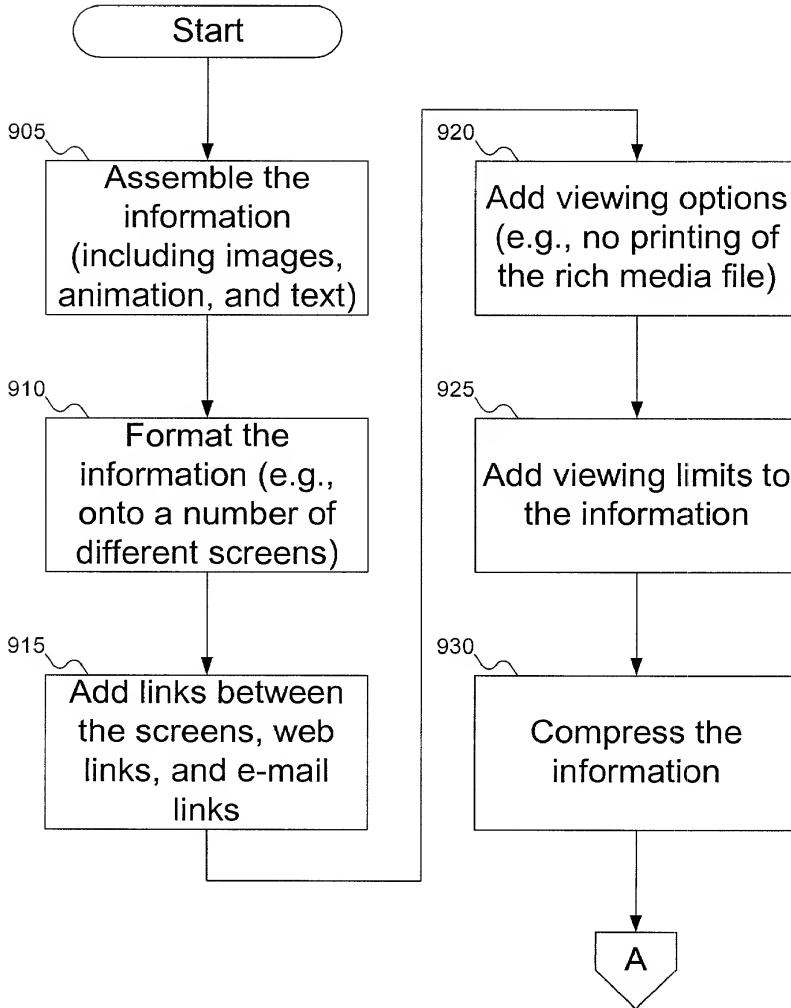 Start
905
Assemble the
information
(including images,
animation, and text)
910
Format the
information (e.g.,
onto a number of
different screens)
915
Add links between
the screens, web
links, and e-mail
links
920
Add viewing options
(e.g., no printing of
the rich media file)
925
Add viewing limits to
the information
930
Compress the
information
A